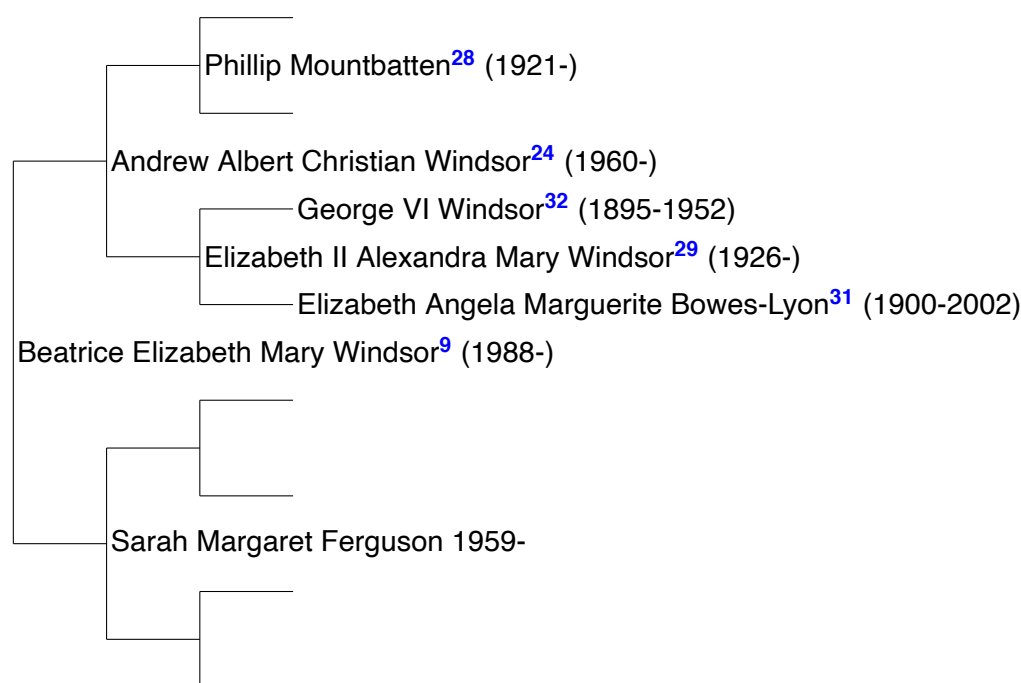 Phillip Mountbatten28 (1921-)
Andrew Albert Christian Windsor24 (1960-)
George VI Windsor32 (1895-1952)
Elizabeth II Alexandra Mary Windsor29 (1926-)
Elizabeth Angela Marguerite Bowes-Lyon31 (1900-2002)
Beatrice Elizabeth Mary Windsor9 (1988-)
Sarah Margaret Ferguson 1959-